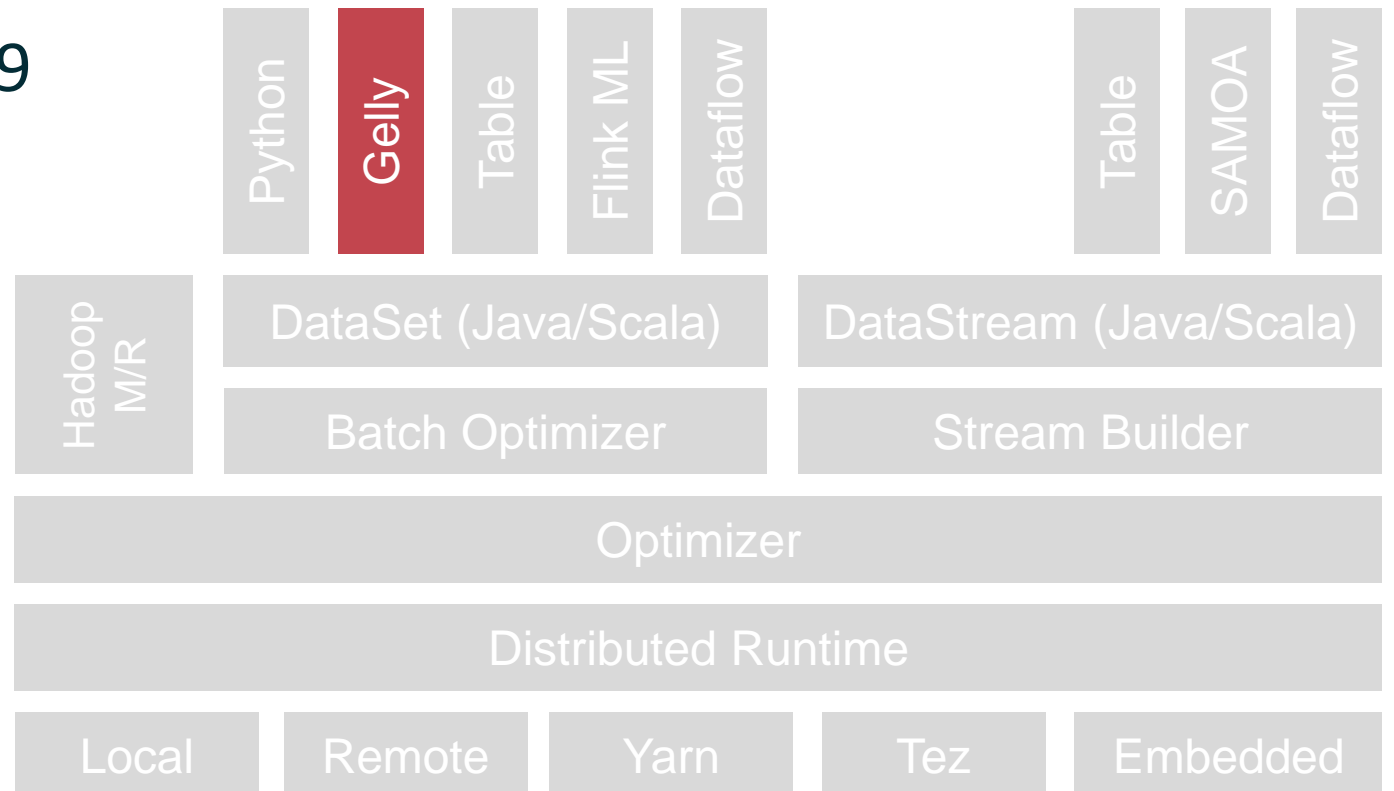 9
Python
Gelly
Table
Flink ML
Dataflow
Table
SAMOA
Dataflow
Hadoop
M/R
DataSet (Java/Scala)
DataStream (Java/Scala)
Batch Optimizer
Stream Builder
Optimizer
Distributed Runtime
Local
Remote
Yarn
Tez
Embedded